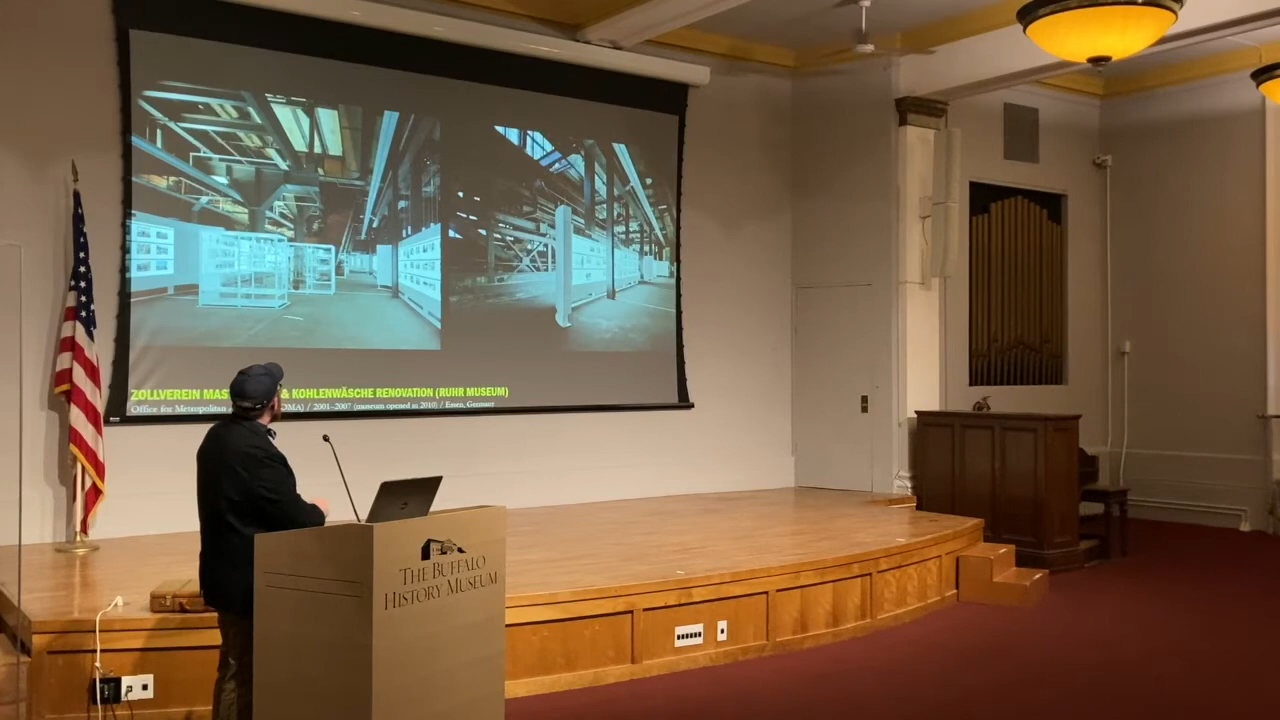 ZOLLVEREIN MAS & KOHLENWÄSCHE RENOVATION (RUHR MUSEUM)
Office for Metropolitan OMA) / 2001–2007 (museum opened in 2010) / Essen, Germany
THE BUFFALO
HISTORY MUSEUM